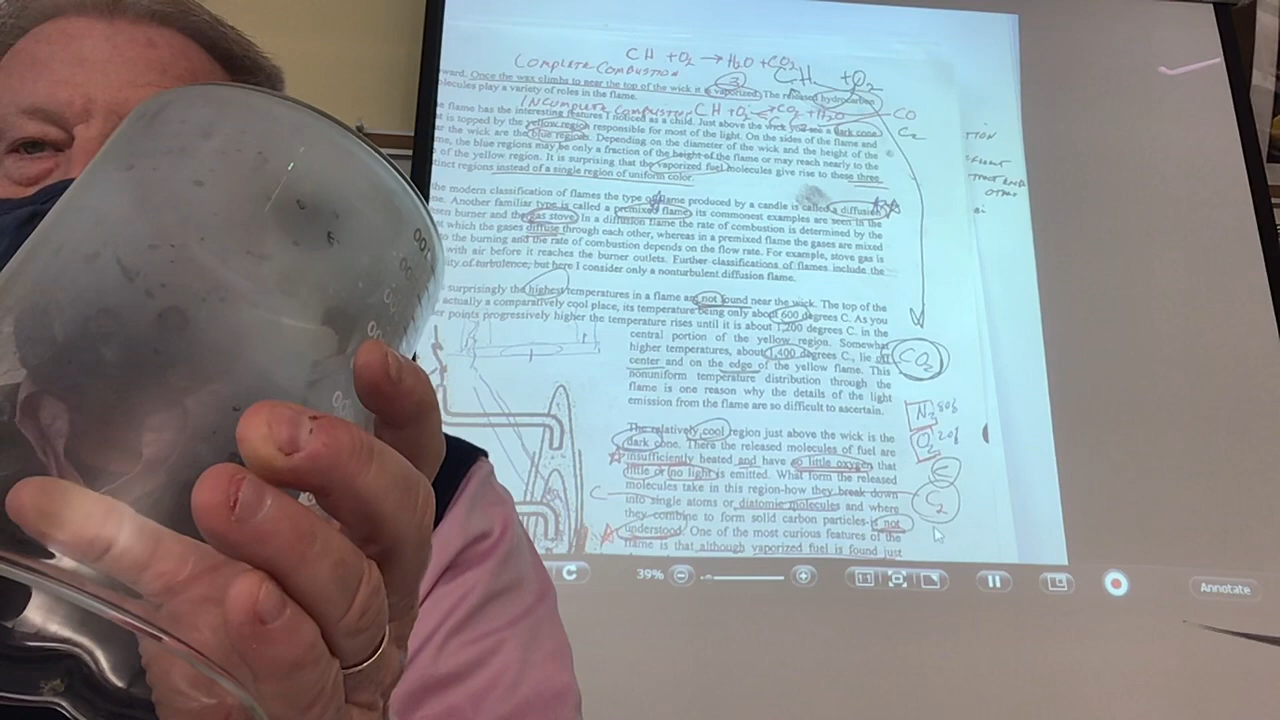 CH + O2 → H2O + CO2
COMPLETE COMBUSTION
+O2
ward. Once the wax climbs to near the top of the wick it is vaporized. The released hydrocarbon
olecules play a variety of roles in the flame.
INCOMPLETE COMBUSTION CH + O2 CO2 + H2O CO
C2
e flame has the interesting features I noticed as a child. Just above the wick you see a dark cone
t is topped by the yellow region responsible for most of the light. On the sides of the flame and
ar the wick are the blue regions. Depending on the diameter of the wick and the height of the
me, the blue regions may be only a fraction of the height of the flame or may reach nearly to the
of the yellow region. It is surprising that the vaporized fuel molecules give rise to these three
tinct regions instead of a single region of uniform color.
he modern classification of flames the type of flame produced by a candle is called a diffusion
me. Another familiar type is called a premixed flame; its commonest examples are seen in the
sen burner and the gas stove. In a diffusion flame the rate of combustion is determined by the
at which the gases diffuse through each other, whereas in a premixed flame the gases are mixed
to the burning and the rate of combustion depends on the flow rate. For example, stove gas is
with air before it reaches the burner outlets. Further classifications of flames include the
ity of turbulence, but here I consider only a nonturbulent diffusion flame.
surprisingly the highest temperatures in a flame are not found near the wick. The top of the
actually a comparatively cool place, its temperature being only about 600 degrees C. As you
er points progressively higher the temperature rises until it is about 1,200 degrees C. in the
central portion of the yellow region. Somewhat
higher temperatures, about 1,400 degrees C., lie off
center and on the edge of the yellow flame. This
nonuniform temperature distribution through the
flame is one reason why the details of the light
emission from the flame are so difficult to ascertain.
CO2
N2 80%
O2 20%
The relatively cool region just above the wick is the
dark cone. There the released molecules of fuel are
insufficiently heated and have so little oxygen that
little or no light is emitted. What form the released
molecules take in this region-how they break down
into single atoms or diatomic molecules and where
they combine to form solid carbon particles-is not
understood. One of the most curious features of the
flame is that although vaporized fuel is found just
C
C
C2
39%
1:1
Annotate
100